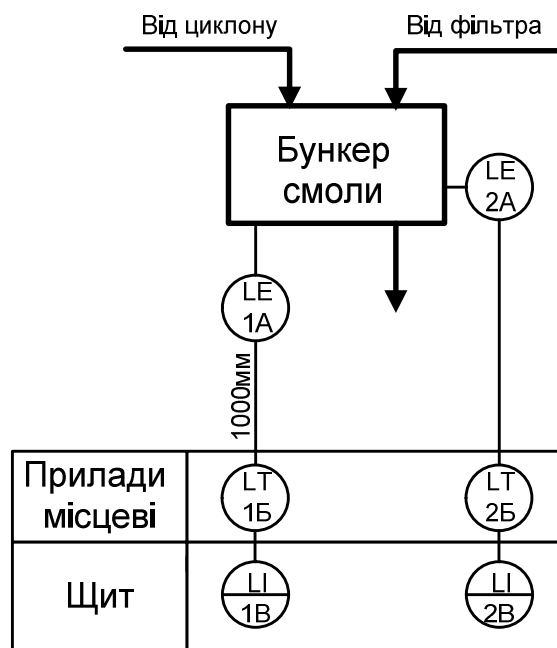 Від циклону
Від фільтра
Бункер
смоли
LE
2А
LE
1А
1000мм
Прилади
місцеві
LT
1Б
LT
2Б
Щит
LI
1В
LI
2В